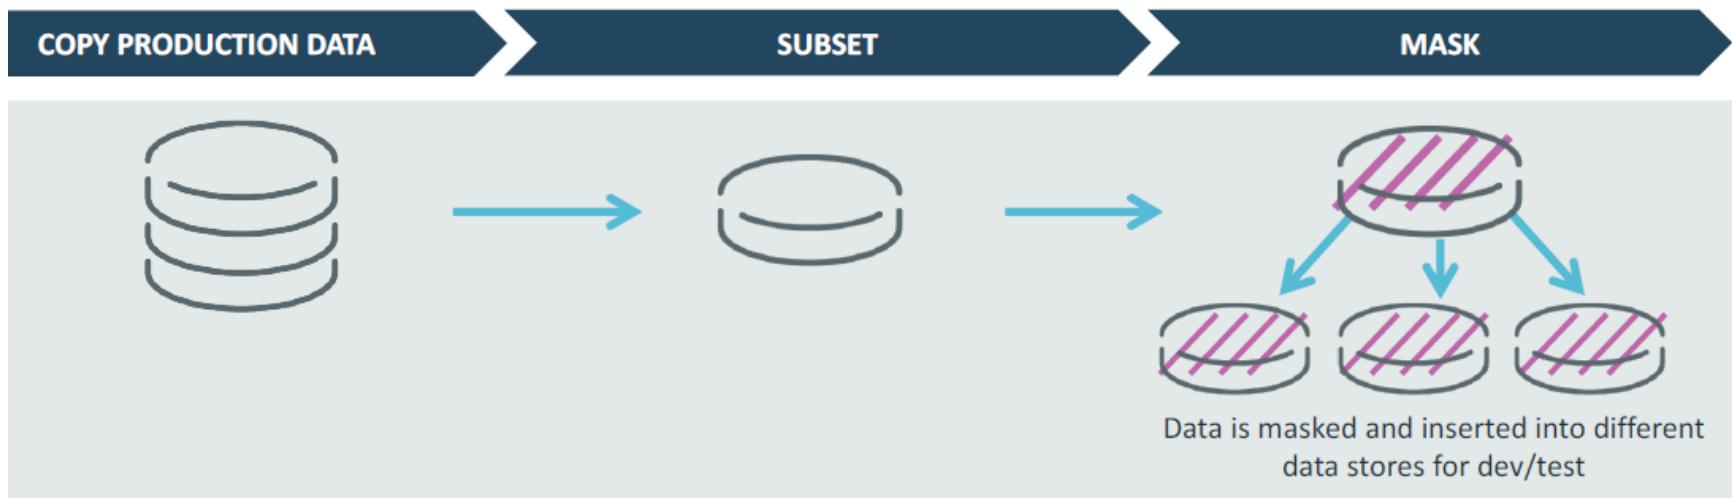 COPY PRODUCTION DATA
SUBSET
MASK
Data is masked and inserted into different
data stores for dev/test